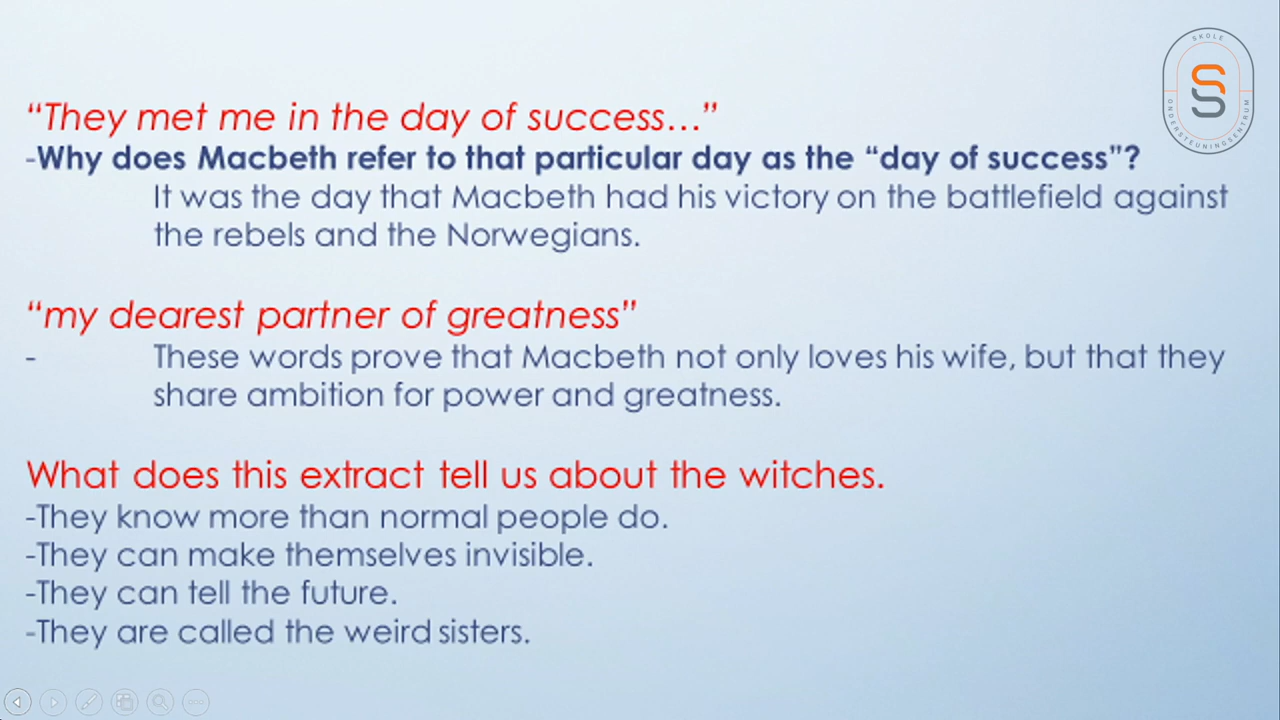 SKOLE
ONDERSTEUNINGSENTRUM
“They met me in the day of success…”
-Why does Macbeth refer to that particular day as the “day of success”?
It was the day that Macbeth had his victory on the battlefield against
the rebels and the Norwegians.
“my dearest partner of greatness”
- These words prove that Macbeth not only loves his wife, but that they
share ambition for power and greatness.
What does this extract tell us about the witches.
-They know more than normal people do.
-They can make themselves invisible.
-They can tell the future.
-They are called the weird sisters.